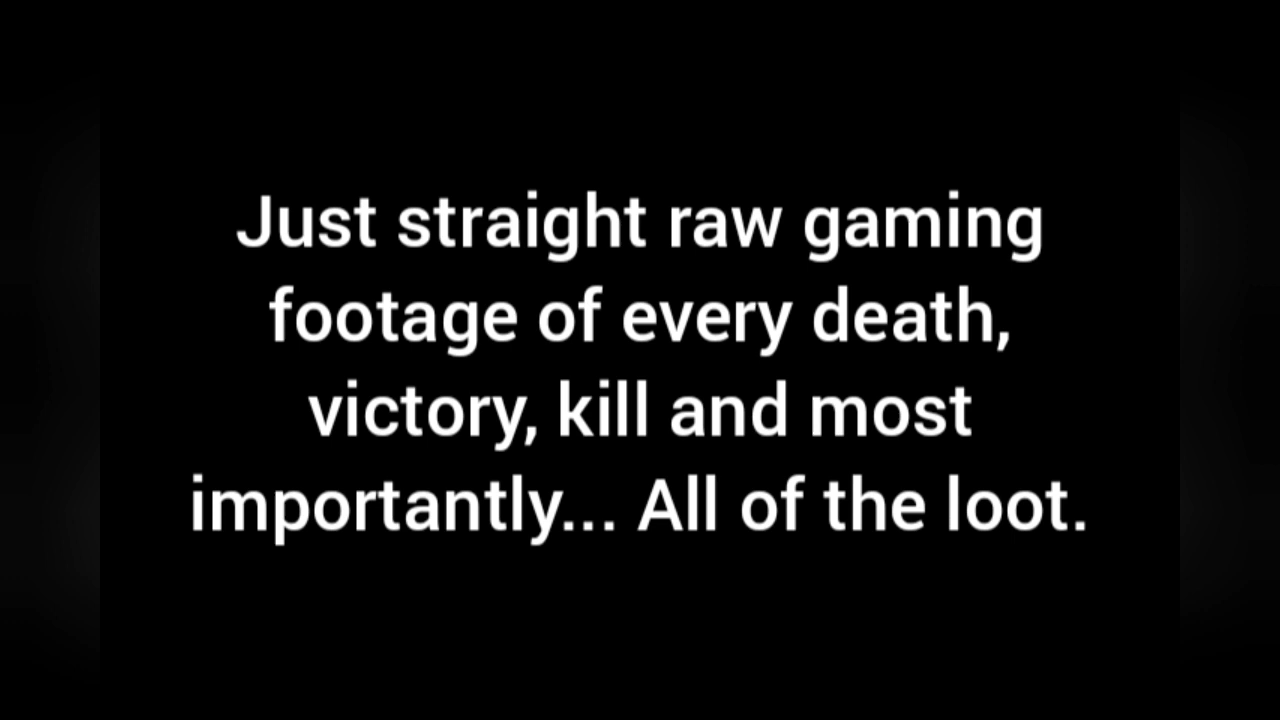 Just straight raw gaming
footage of every death,
victory, kill and most
importantly... All of the loot.